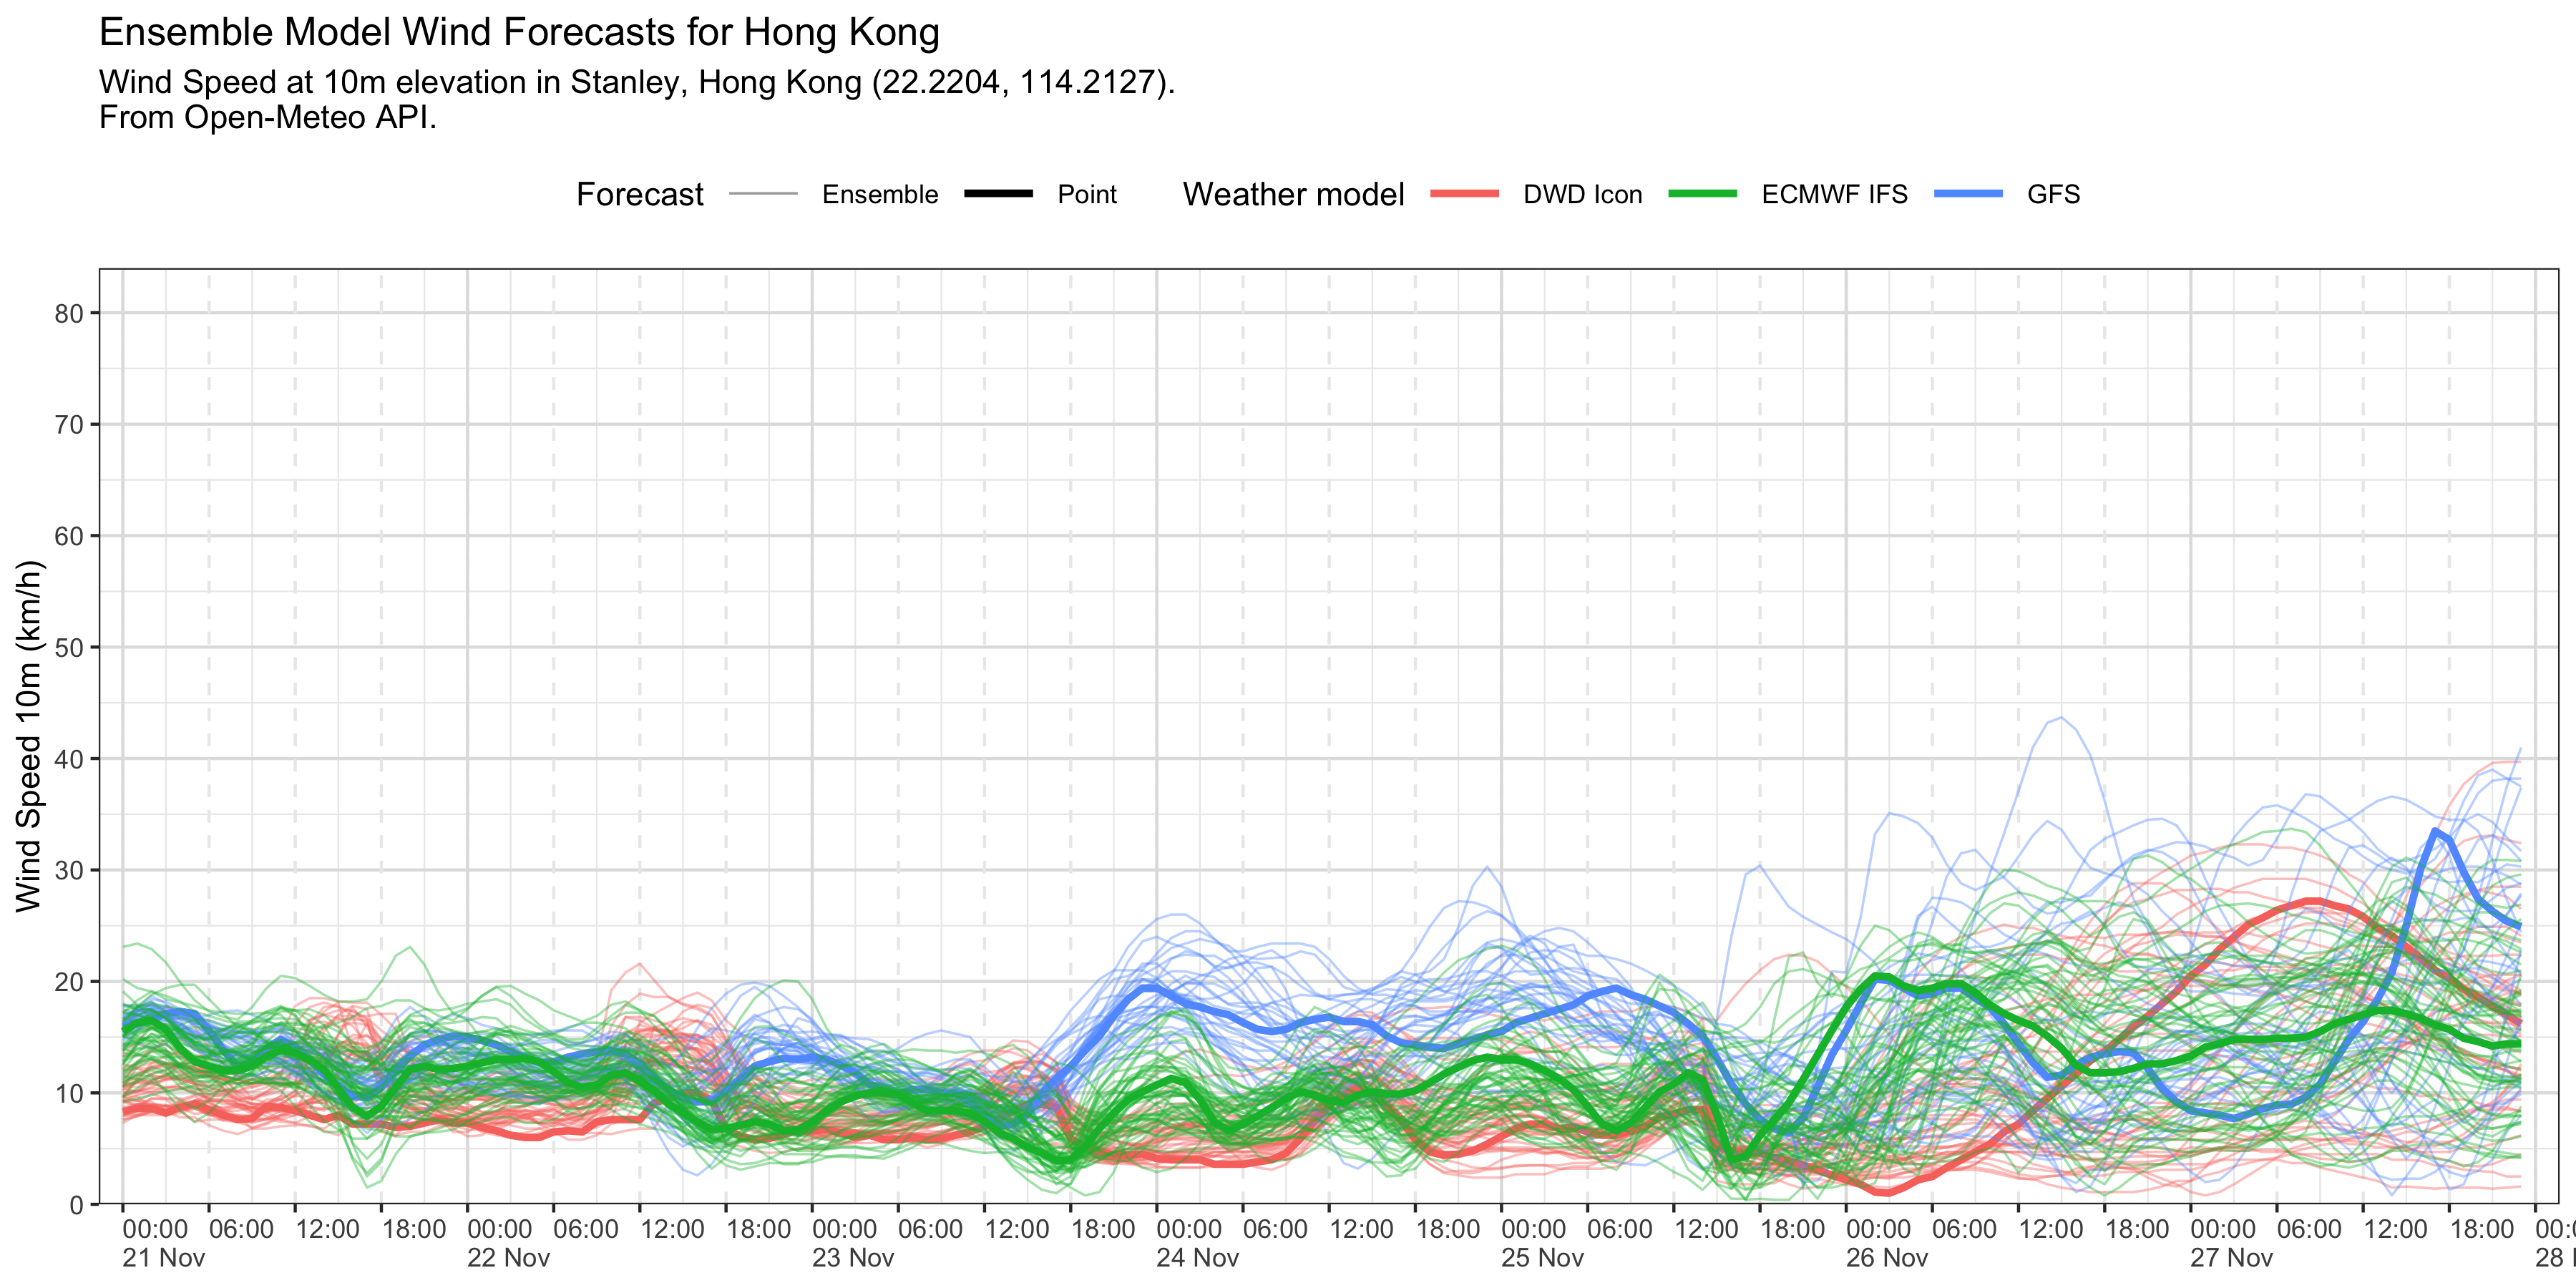 Ensemble Model Wind Forecasts for Hong Kong
Wind Speed at 10m elevation in Stanley, Hong Kong (22.2204, 114.2127).
From Open-Meteo API.
Forecast Ensemble Point Weather model DWD Icon ECMWF IFS GFS
Wind Speed 10m (km/h)
80
70
60
50
40
30
20
10
0
00:00 06:00 12:00 18:00 00:00 06:00 12:00 18:00 00:00 06:00 12:00 18:00 00:00 06:00 12:00 18:00 00:00 06:00 12:00 18:00 00:00 06:00 12:00 18:00 00:00 06:00 12:00 18:00 00:0
21 Nov 22 Nov 23 Nov 24 Nov 25 Nov 26 Nov 27 Nov 28